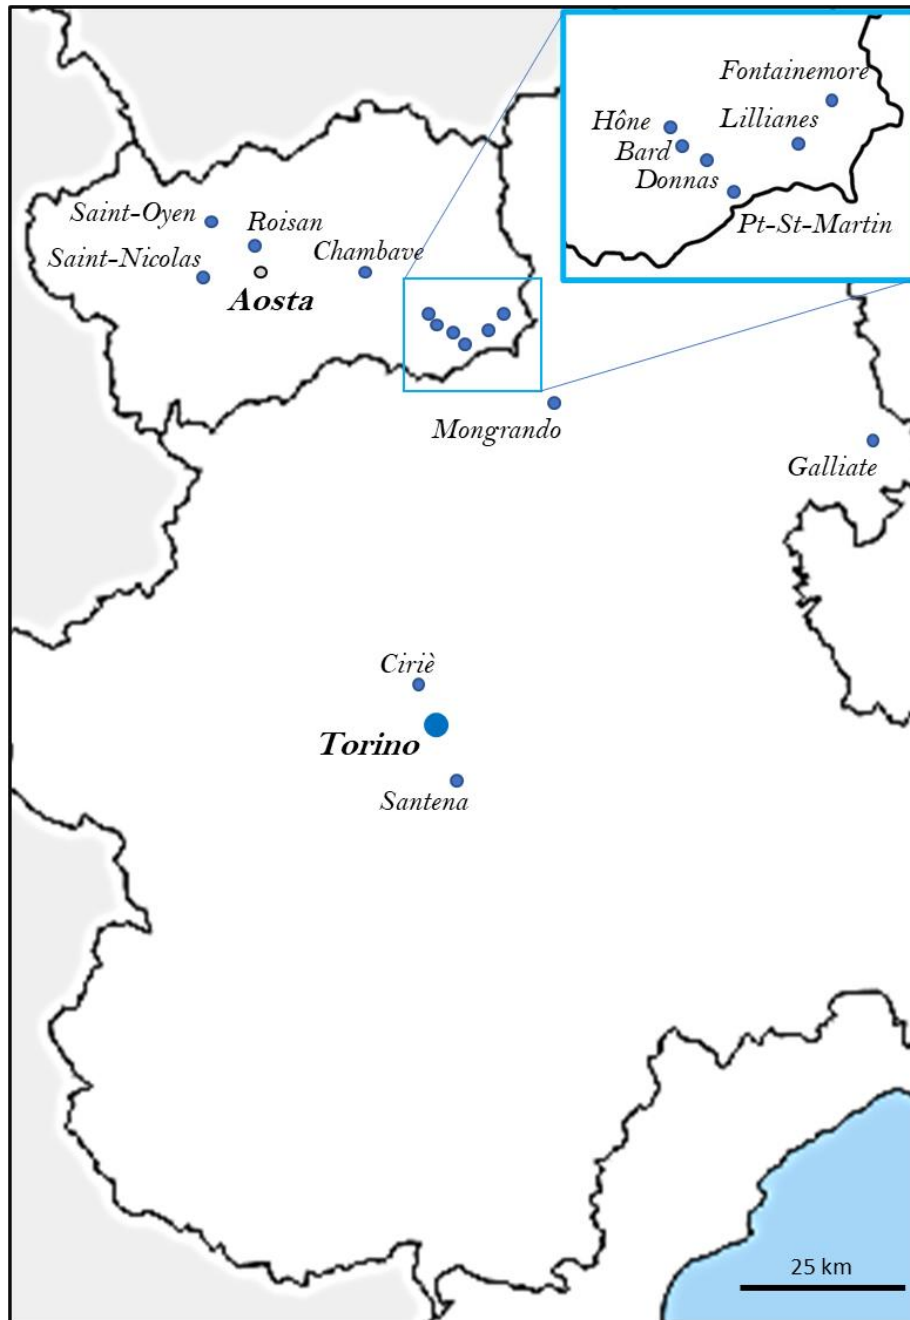 Fontainemore
Hône
Lillianes
Bard
Donnas
Pt-St-Martin
Saint-Oyen
Roisan
Saint-Nicolas
Chambave
Aosta
Mongrando
Galliate
Ciriè
Torino
Santena
25 km